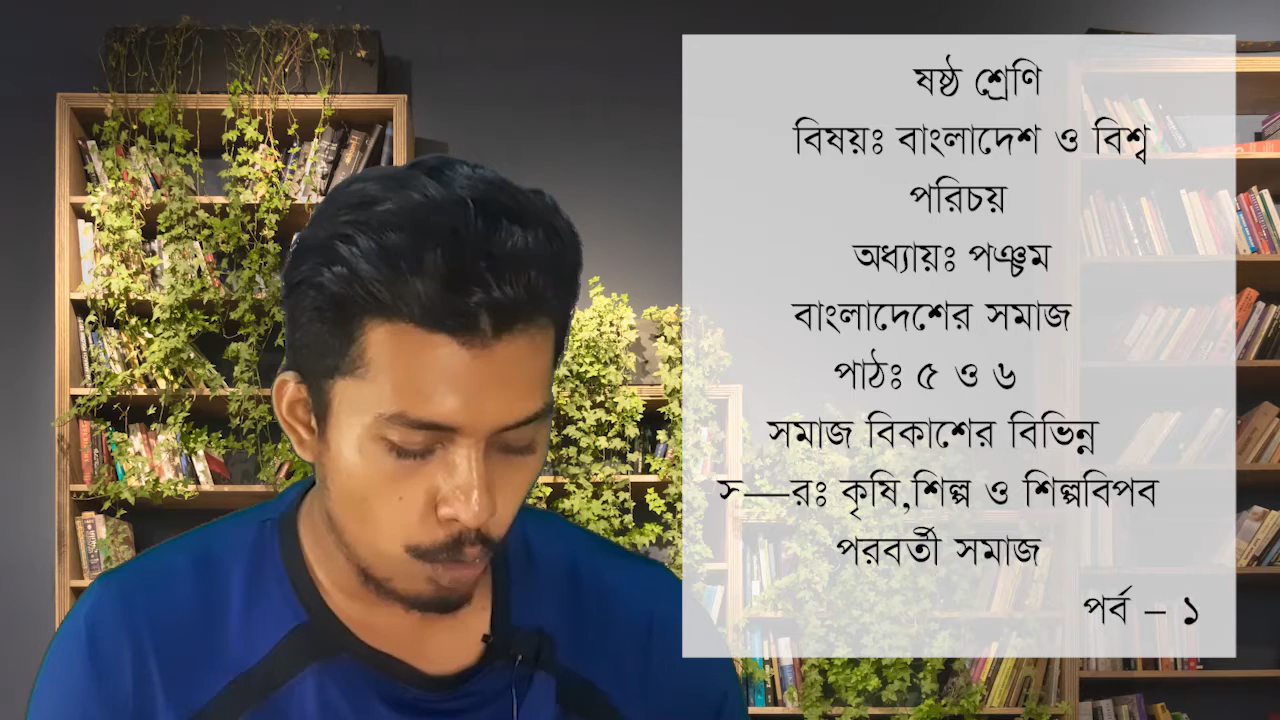 ষষ্ঠ শ্রেণি
বিষয়ঃ বাংলাদেশ ও বিশ্ব
পরিচয়
অধ্যায়ঃ পঞ্চম
বাংলাদেশের সমাজ
পাঠঃ ৫ ও ৬
সমাজ বিকাশের বিভিন্ন
স—রঃ কৃষি,শিল্প ও শিল্পবিপব
পরবর্তী সমাজ
পর্ব – ১